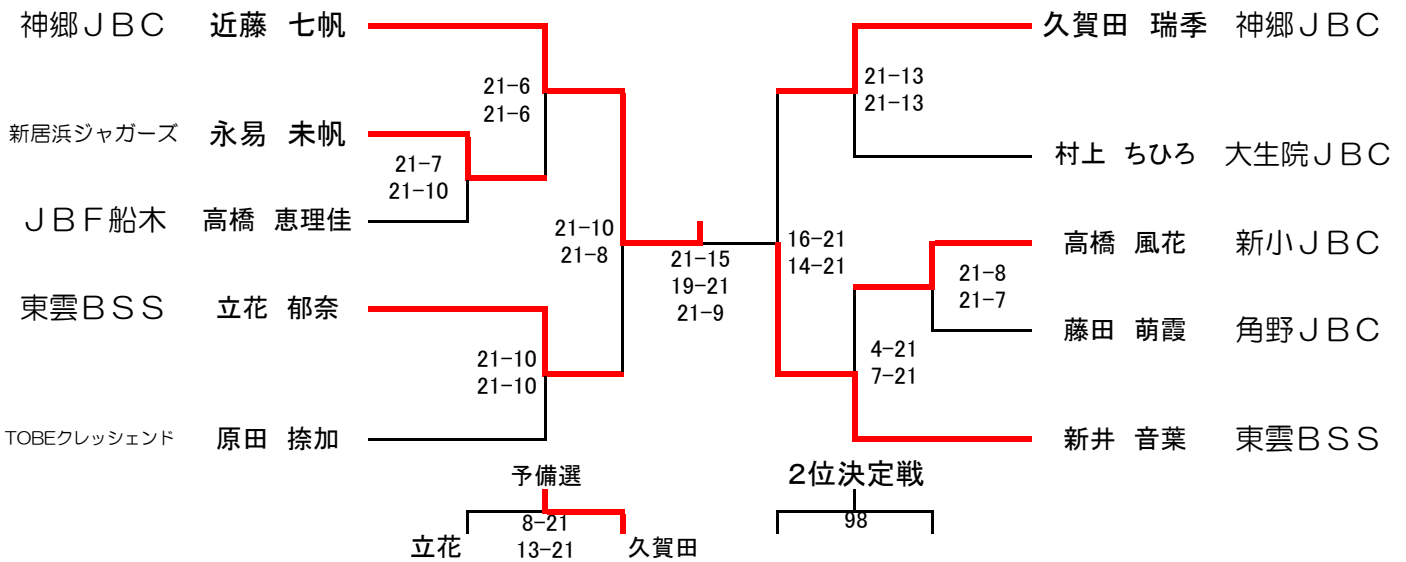 神郷JBC 近藤 七帆
21-6
21-6
新居浜ジャガーズ 永易 未帆
21-7
21-10
JBF船木 高橋 恵理佳
21-10
21-8
東雲BSS 立花 郁奈
21-10
21-10
TOBEクレッシェンド 原田 捺加
21-15
19-21
21-9
久賀田 瑞季 神郷JBC
21-13
21-13
村上 ちひろ 大生院JBC
16-21
14-21
高橋 風花 新小JBC
21-8
21-7
藤田 萌霞 角野JBC
4-21
7-21
新井 音葉 東雲BSS
予備選
8-21
13-21
立花 久賀田
2位決定戦
98